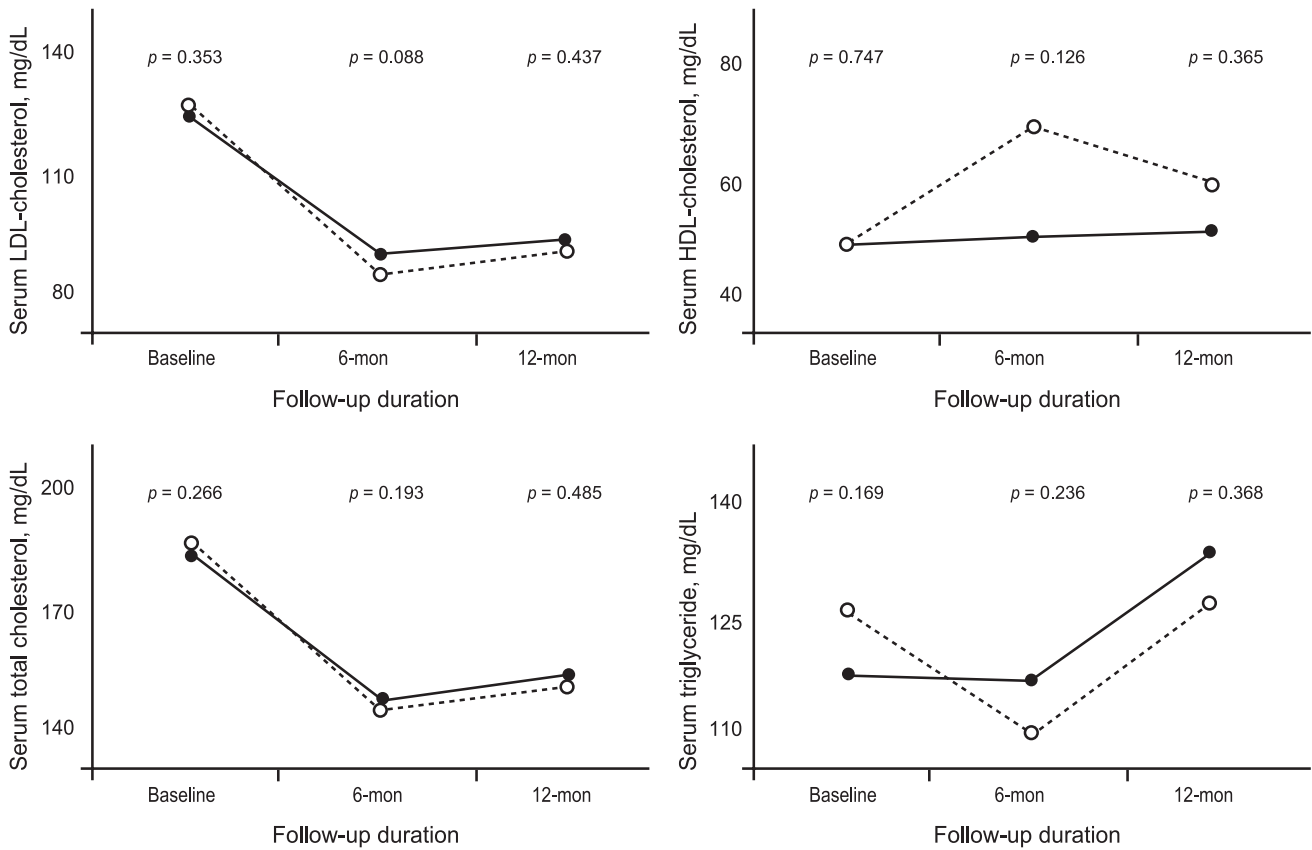 Serum LDL-cholesterol, mg/dL
140
110
80
p = 0.353 p = 0.088 p = 0.437
Baseline 6-mon 12-mon
Follow-up duration
Serum HDL-cholesterol, mg/dL
80
60
40
p = 0.747 p = 0.126 p = 0.365
Baseline 6-mon 12-mon
Follow-up duration
Serum total cholesterol, mg/dL
200
170
140
p = 0.266 p = 0.193 p = 0.485
Baseline 6-mon 12-mon
Follow-up duration
Serum triglyceride, mg/dL
140
125
110
p = 0.169 p = 0.236 p = 0.368
Baseline 6-mon 12-mon
Follow-up duration